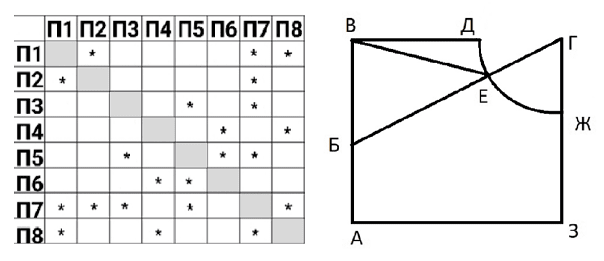 П1 П2 П3 П4 П5 П6 П7 П8
П1 * * *
П2 * *
П3 * *
П4 * *
П5 * * *
П6 * *
П7 * * * * *
П8 * * *
В Д Г
Е
Ж
Б
А З